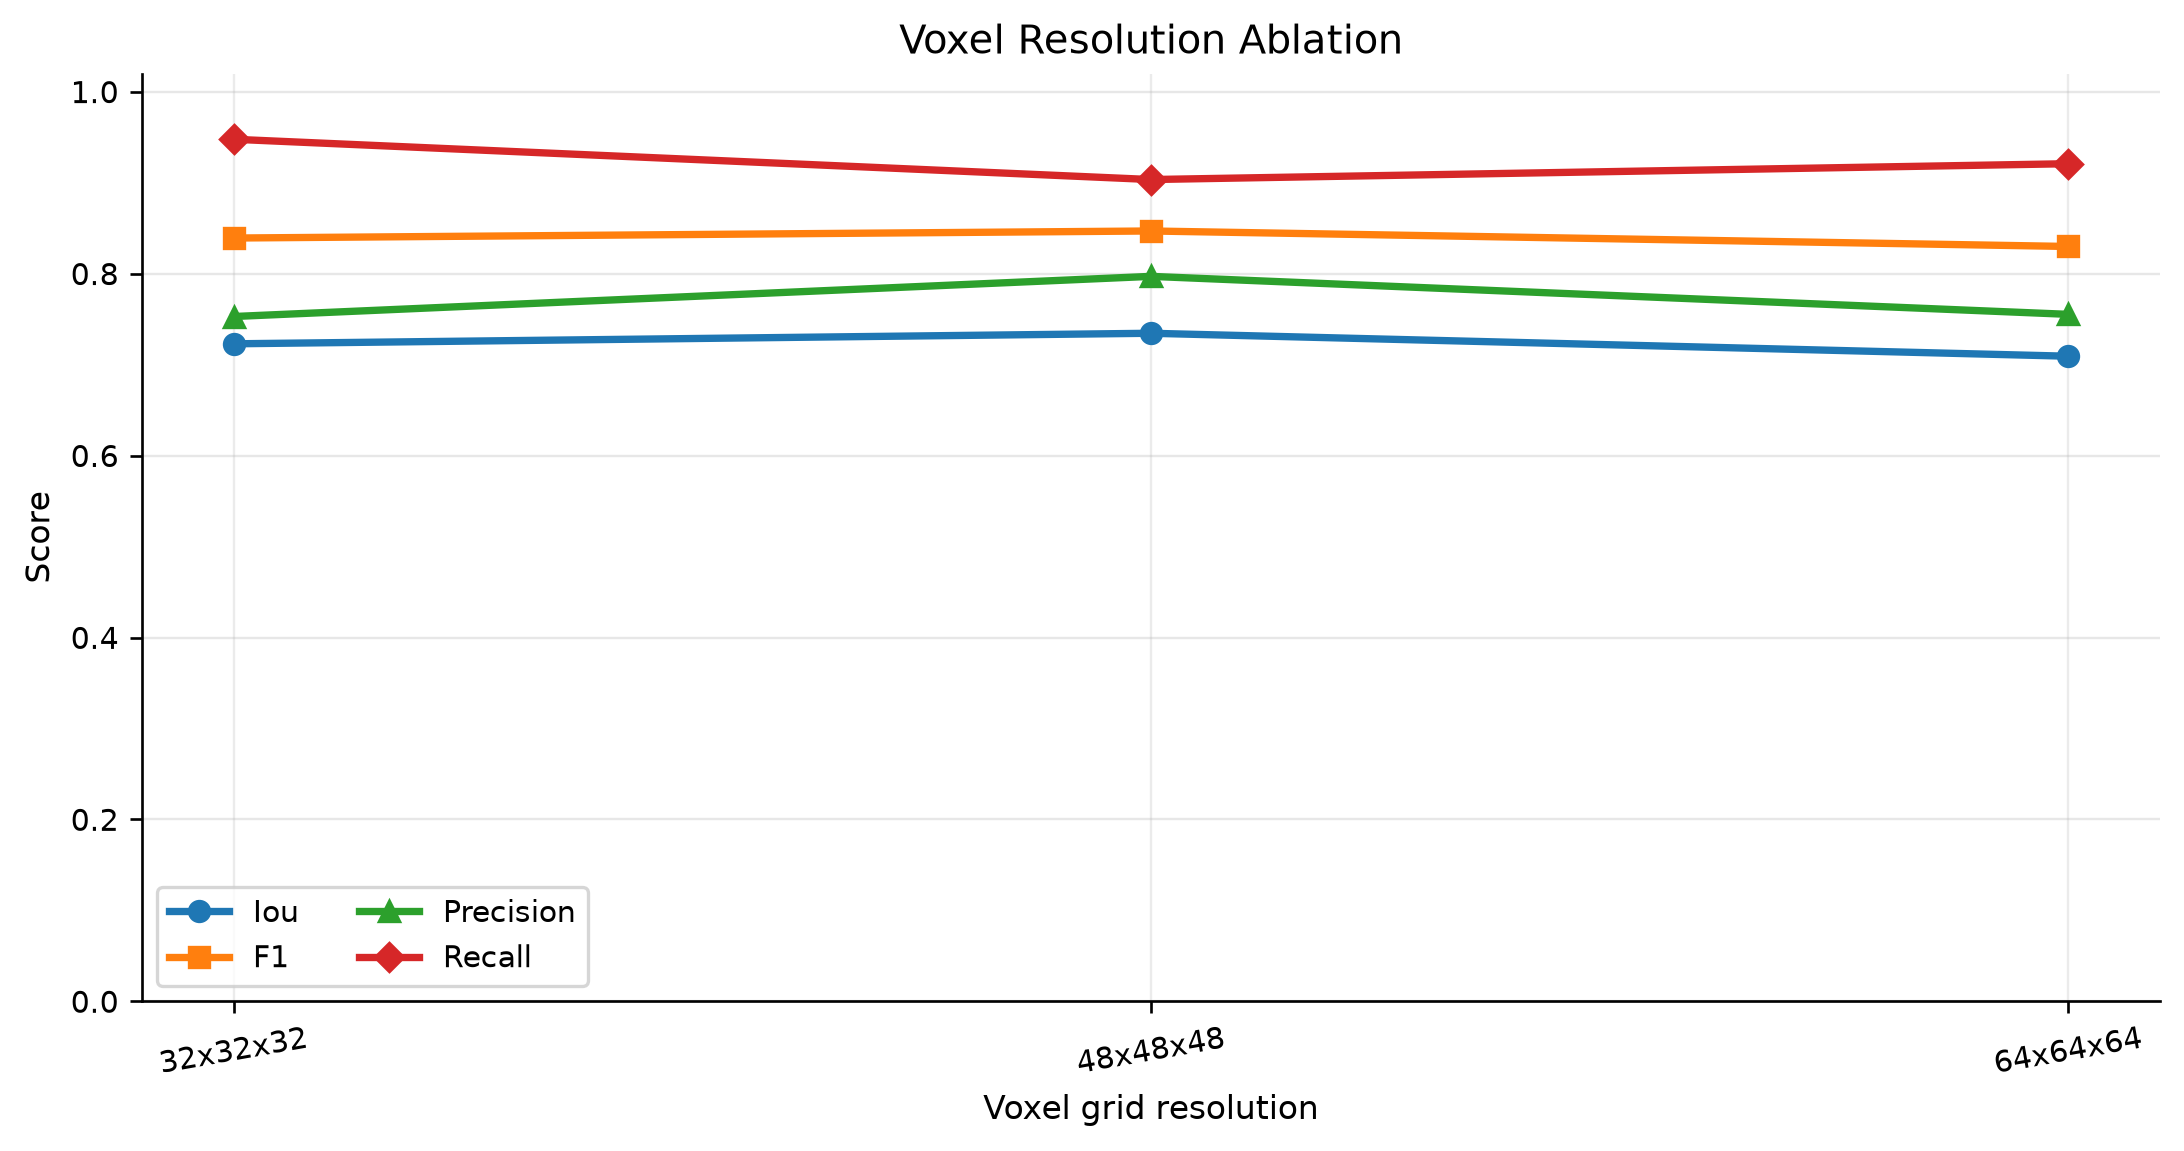 Voxel Resolution Ablation
1.0
0.8
0.6
0.4
0.2
0.0
Score
Iou
F1
Precision
Recall
32x32x32
48x48x48
64x64x64
Voxel grid resolution